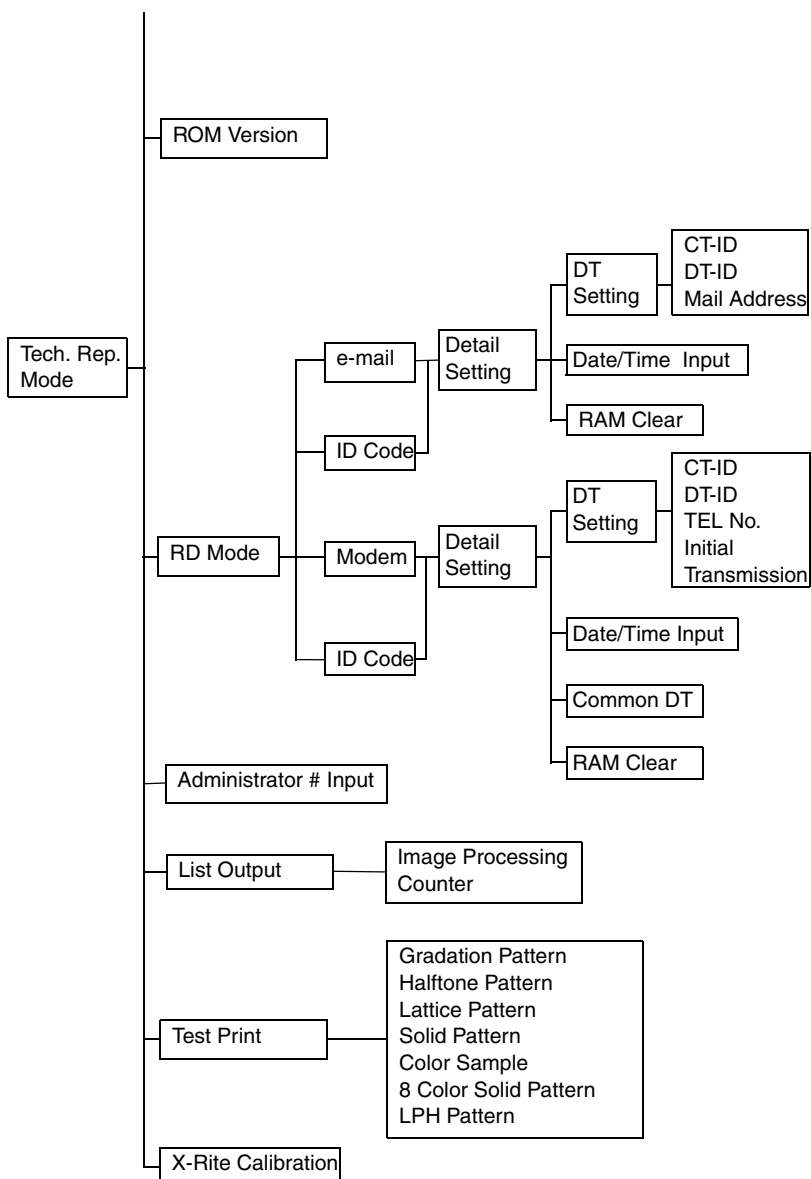 ROM Version
Tech. Rep.
Mode
RD Mode
e-mail
ID Code
Detail
Setting
DT
Setting
CT-ID
DT-ID
Mail Address
Date/Time Input
RAM Clear
Modem
ID Code
Detail
Setting
DT
Setting
CT-ID
DT-ID
TEL No.
Initial
Transmission
Date/Time Input
Common DT
RAM Clear
Administrator # Input
List Output
Image Processing
Counter
Test Print
Gradation Pattern
Halftone Pattern
Lattice Pattern
Solid Pattern
Color Sample
8 Color Solid Pattern
LPH Pattern
X-Rite Calibration